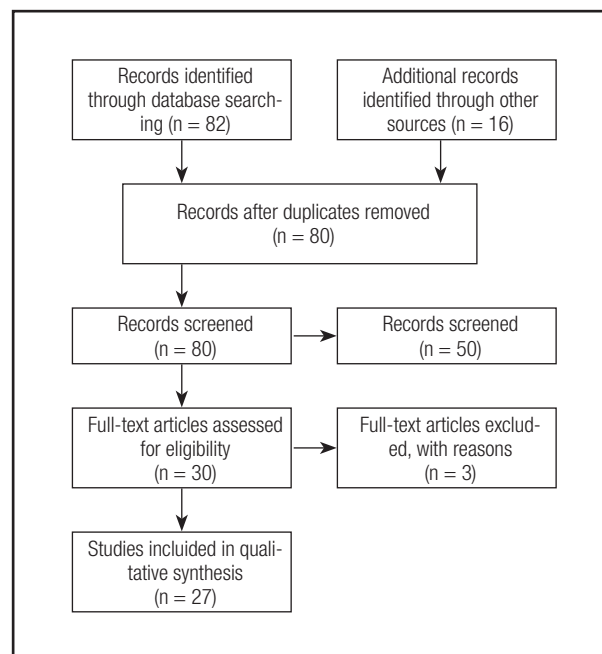 Records identified
through database search-
ing (n = 82)
Additional records
identified through other
sources (n = 16)
Records after duplicates removed
(n = 80)
Records screened
(n = 80)
Records screened
(n = 50)
Full-text articles assessed
for eligibility
(n = 30)
Full-text articles exclud-
ed, with reasons
(n = 3)
Studies incluided in quali-
tative synthesis
(n = 27)